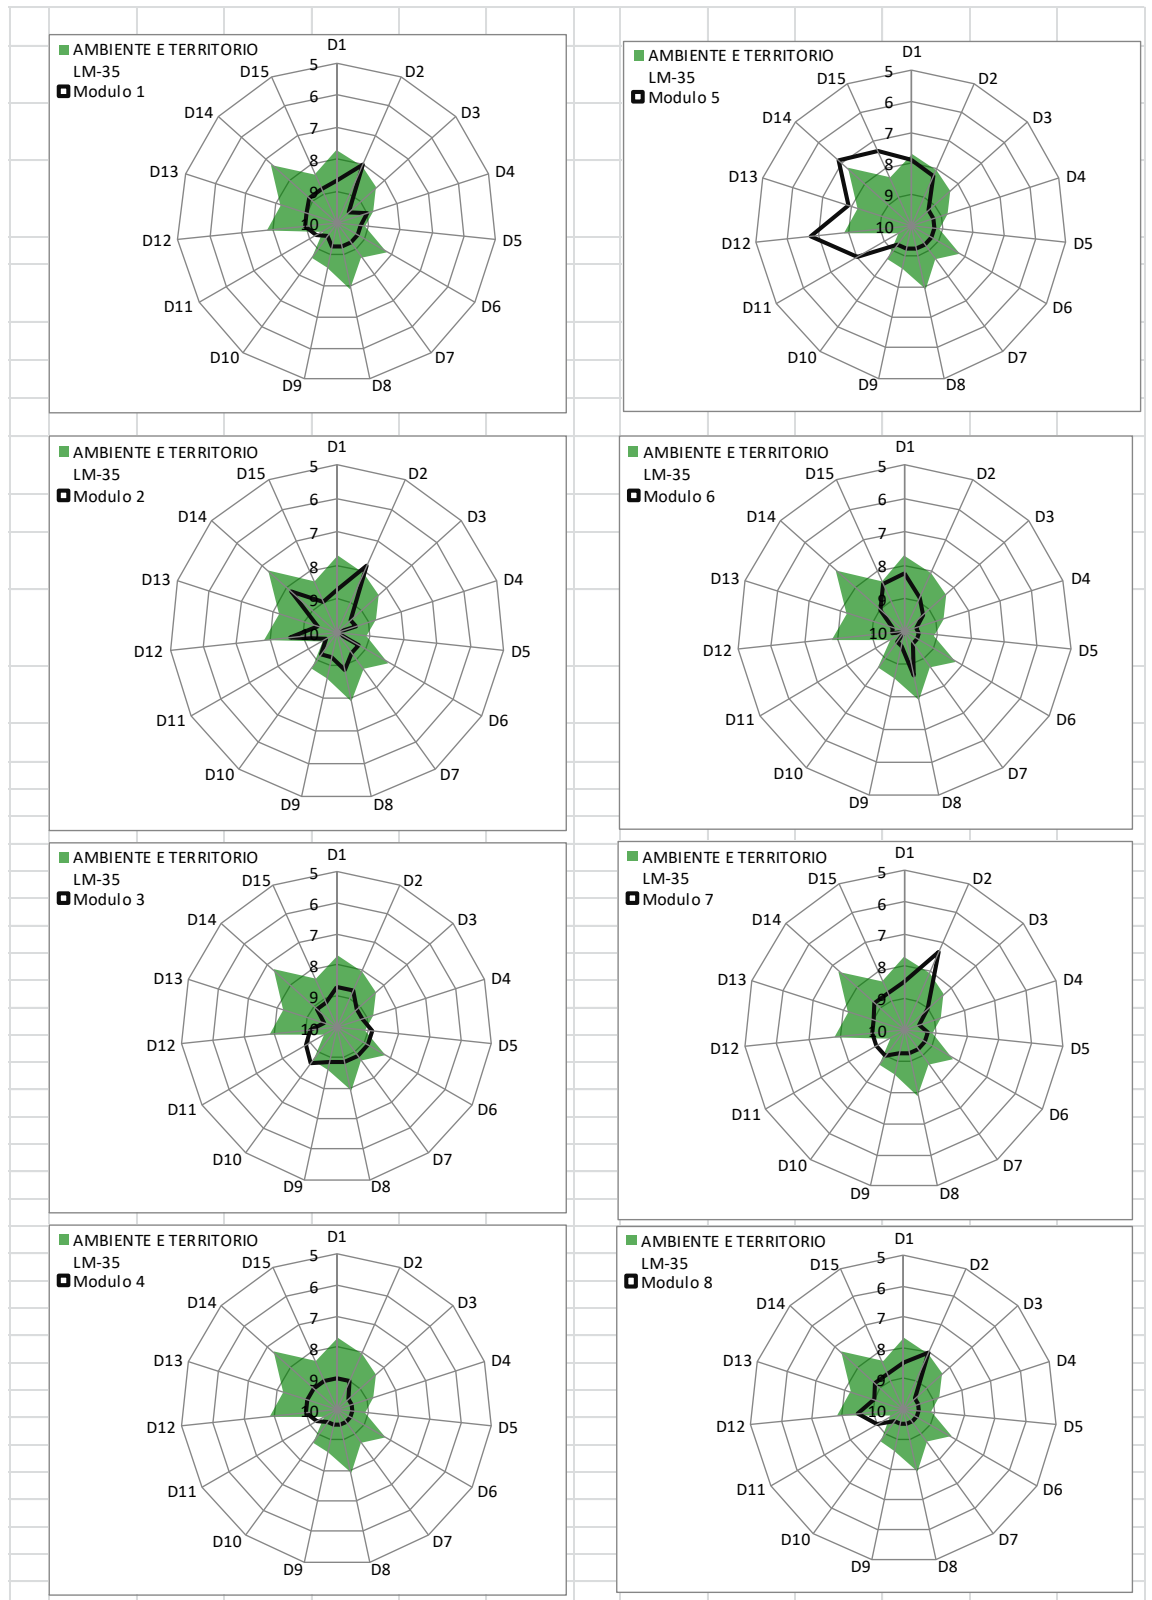 AMBIENTE E TERRITORIO
LM-35
Modulo 1
D1
D2
D3
D4
D5
D6
D7
D8
D9
D10
D11
D12
D13
D14
D15
5
6
7
8
9
10
AMBIENTE E TERRITORIO
LM-35
Modulo 5
D1
D2
D3
D4
D5
D6
D7
D8
D9
D10
D11
D12
D13
D14
D15
5
6
7
8
9
10
AMBIENTE E TERRITORIO
LM-35
Modulo 2
D1
D2
D3
D4
D5
D6
D7
D8
D9
D10
D11
D12
D13
D14
D15
5
6
7
8
9
10
AMBIENTE E TERRITORIO
LM-35
Modulo 6
D1
D2
D3
D4
D5
D6
D7
D8
D9
D10
D11
D12
D13
D14
D15
5
6
7
8
9
10
AMBIENTE E TERRITORIO
LM-35
Modulo 3
D1
D2
D3
D4
D5
D6
D7
D8
D9
D10
D11
D12
D13
D14
D15
5
6
7
8
9
10
AMBIENTE E TERRITORIO
LM-35
Modulo 7
D1
D2
D3
D4
D5
D6
D7
D8
D9
D10
D11
D12
D13
D14
D15
5
6
7
8
9
10
AMBIENTE E TERRITORIO
LM-35
Modulo 4
D1
D2
D3
D4
D5
D6
D7
D8
D9
D10
D11
D12
D13
D14
D15
5
6
7
8
9
10
AMBIENTE E TERRITORIO
LM-35
Modulo 8
D1
D2
D3
D4
D5
D6
D7
D8
D9
D10
D11
D12
D13
D14
D15
5
6
7
8
9
10